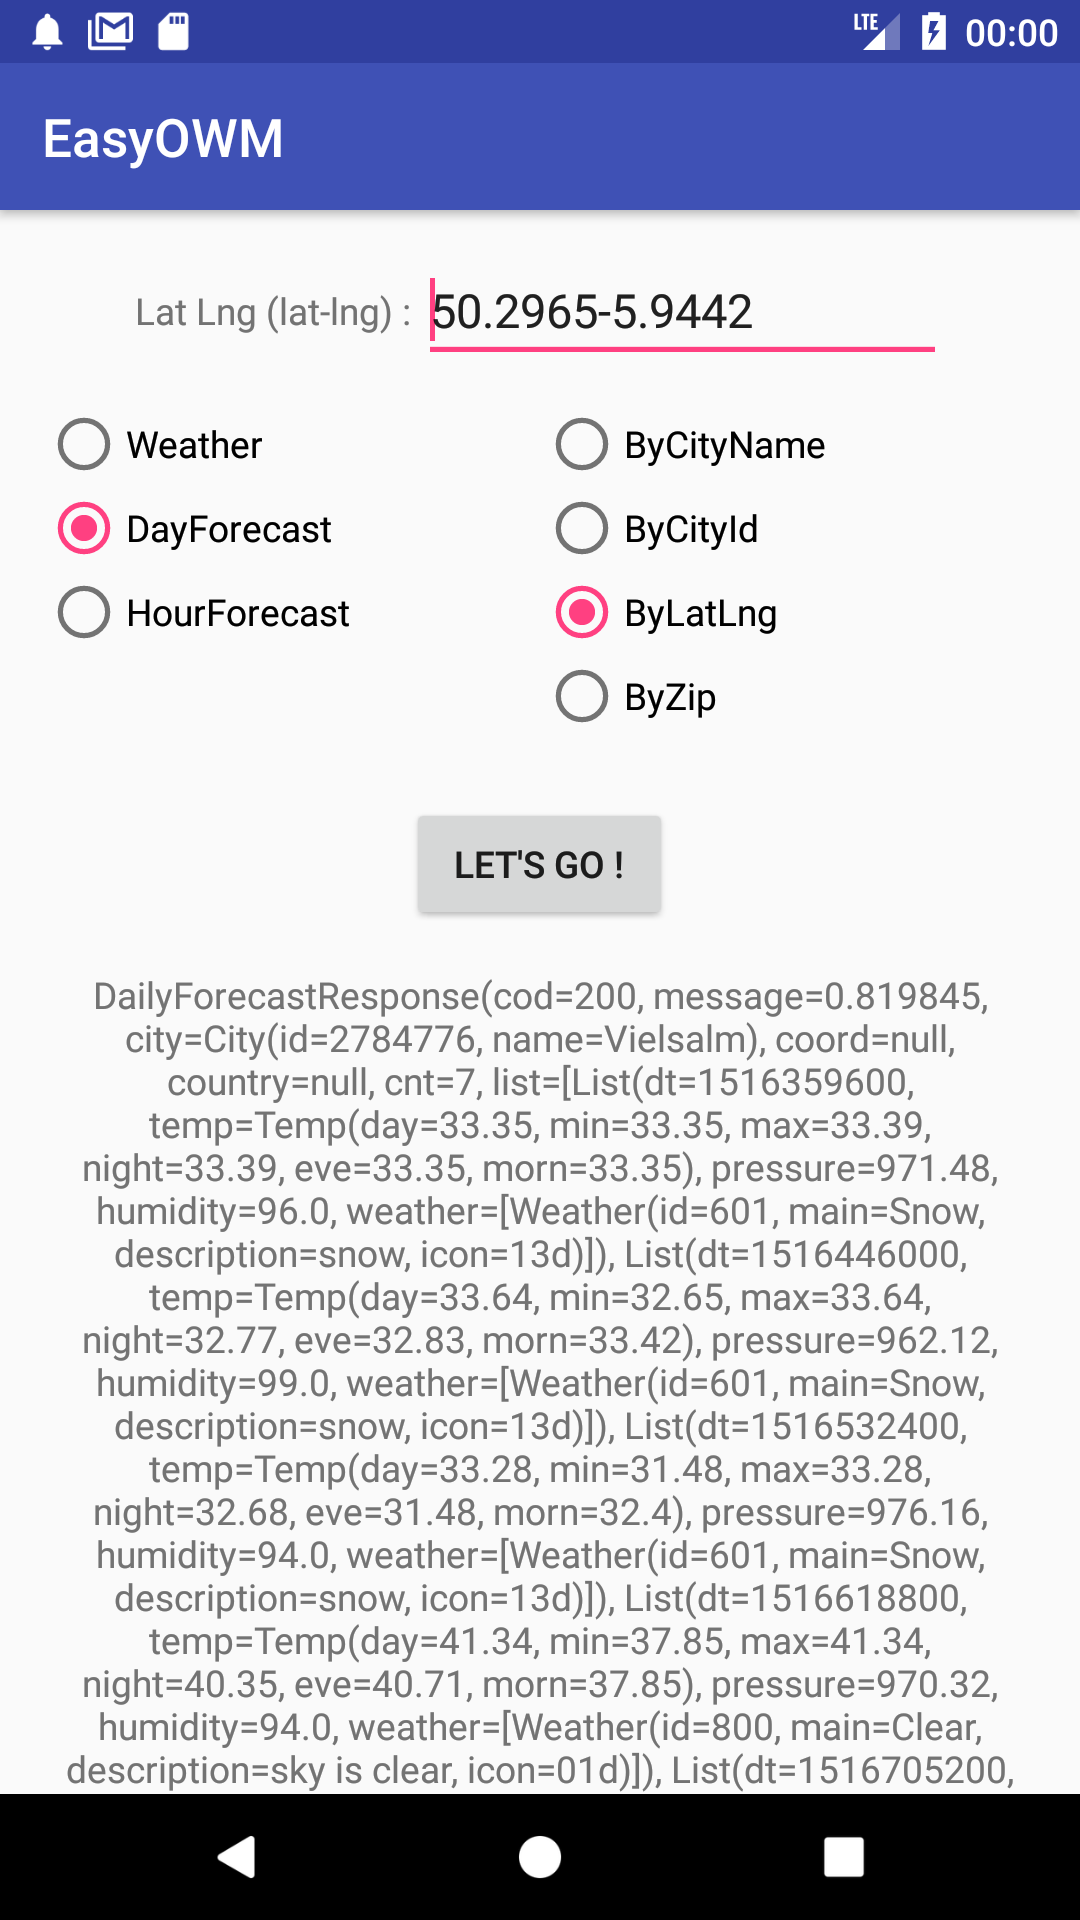 LTE 00:00
EasyOWM
Lat Lng (lat-lng) : 50.2965-5.9442
Weather ByCityName
DayForecast ByCityId
HourForecast ByLatLng
ByZip
LET'S GO !
DailyForecastResponse(cod=200, message=0.819845,
city=City(id=2784776, name=Vielsalm), coord=null,
country=null, cnt=7, list=[List(dt=1516359600,
temp=Temp(day=33.35, min=33.35, max=33.39,
night=33.39, eve=33.35, morn=33.35), pressure=971.48,
humidity=96.0, weather=[Weather(id=601, main=Snow,
description=snow, icon=13d)]), List(dt=1516446000,
temp=Temp(day=33.64, min=32.65, max=33.64,
night=32.77, eve=32.83, morn=33.42), pressure=962.12,
humidity=99.0, weather=[Weather(id=601, main=Snow,
description=snow, icon=13d)]), List(dt=1516532400,
temp=Temp(day=33.28, min=31.48, max=33.28,
night=32.68, eve=31.48, morn=32.4), pressure=976.16,
humidity=94.0, weather=[Weather(id=601, main=Snow,
description=snow, icon=13d)]), List(dt=1516618800,
temp=Temp(day=41.34, min=37.85, max=41.34,
night=40.35, eve=40.71, morn=37.85), pressure=970.32,
humidity=94.0, weather=[Weather(id=800, main=Clear,
description=sky is clear, icon=01d)]), List(dt=1516705200,